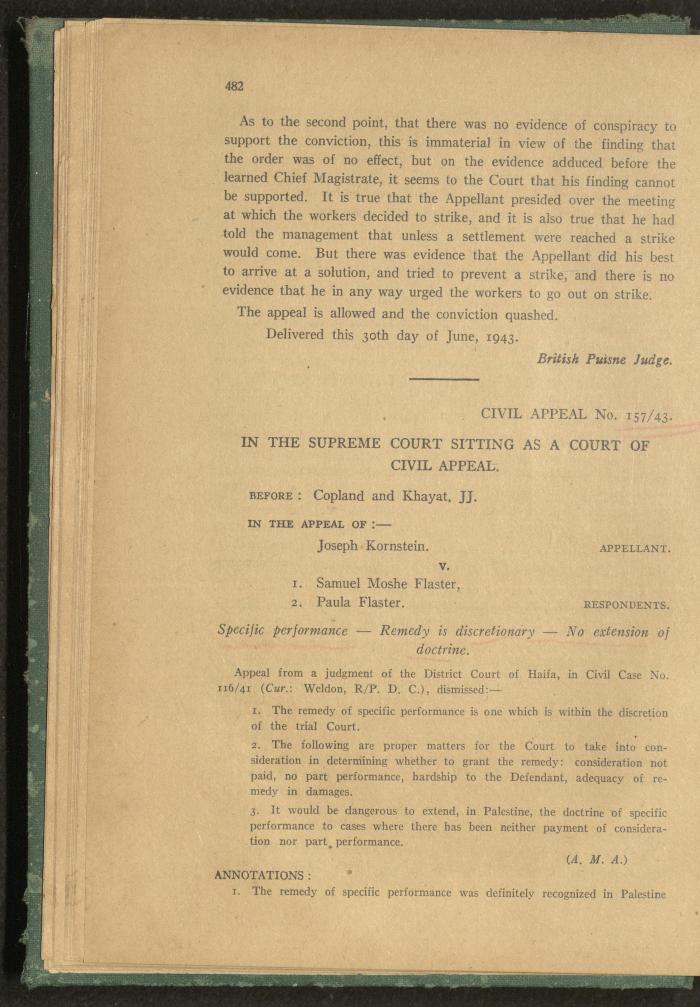 482
As to the second point, that there was no evidence of conspiracy to
support the conviction, this is immaterial in view of the finding that
the order was of no effect, but on the evidence adduced before the
learned Chief Magistrate, it seems to the Court that his finding cannot
be supported. It is true that the Appellant presided over the meeting
at which the workers decided to strike, and it is also true that he had
told the management that unless a settlement were reached a strike
would come. But there was evidence that the Appellant did his best
to arrive at a solution, and tried to prevent a strike, and there is no
evidence that he in any way urged the workers to go out on strike.
The appeal is allowed and the conviction quashed.
Delivered this 30th day of June, 1943.
British Puisne Judge.
CIVIL APPEAL No. 157/43.
IN THE SUPREME COURT SITTING AS A COURT OF
CIVIL APPEAL.
BEFORE : Copland and Khayat, JJ.
IN THE APPEAL OF :—
Joseph Kornstein. APPELLANT.
v.
1. Samuel Moshe Flaster,
2. Paula Flaster. RESPONDENTS.
Specific performance — Remedy is discretionary — No extension of
doctrine.
Appeal from a judgment of the District Court of Haifa, in Civil Case No.
116/41 (Cur.: Weldon, R/P. D. C.), dismissed:—
1. The remedy of specific performance is one which is within the discretion
of the trial Court.
2. The following are proper matters for the Court to take into con-
sideration in determining whether to grant the remedy: consideration not
paid, no part performance, hardship to the Defendant, adequacy of re-
medy in damages.
3. It would be dangerous to extend, in Palestine, the doctrine of specific
performance to cases where there has been neither payment of considera-
tion nor part performance.
(A. M. A.)
ANNOTATIONS :
1. The remedy of specific performance was definitely recognized in Palestine